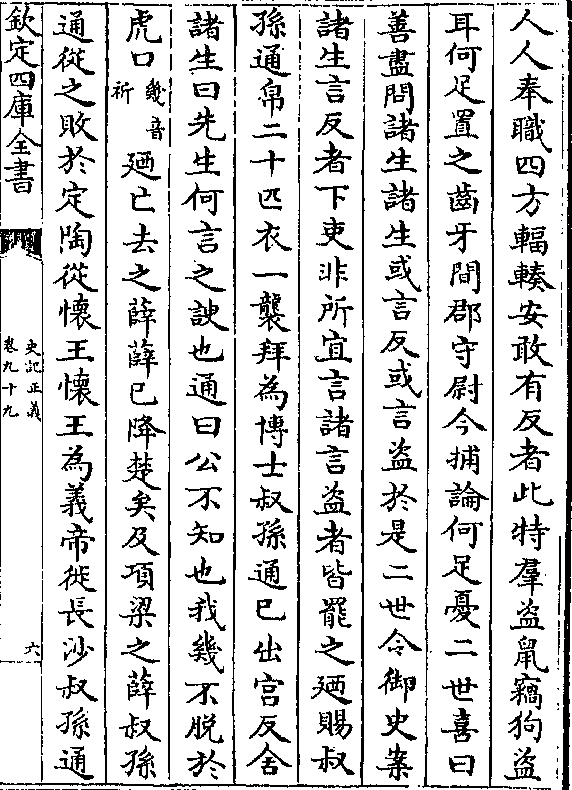 人人奉職四方輻輳安敢有反者此特羣盗鼠竊狗盗
耳何足置之齒牙間郡守尉今捕論何足憂二世喜曰
善盡問諸生諸生或言反或言盗於是二世令御史案
諸生言反者下吏非所宜言諸言盗者皆罷之廼賜叔
孫通帛二十匹衣一襲拜為博士叔孫通已出宫反舍
諸生曰先生何言之諛也通曰公不知也我幾不脱於
虎口幾音祈廼亡去之薛薛已降楚矣及項梁之薛叔孫
通從之敗於定陶從懷王懷王為義帝徙長沙叔孫通
欽定四庫全書
史記正義
卷九十九
六